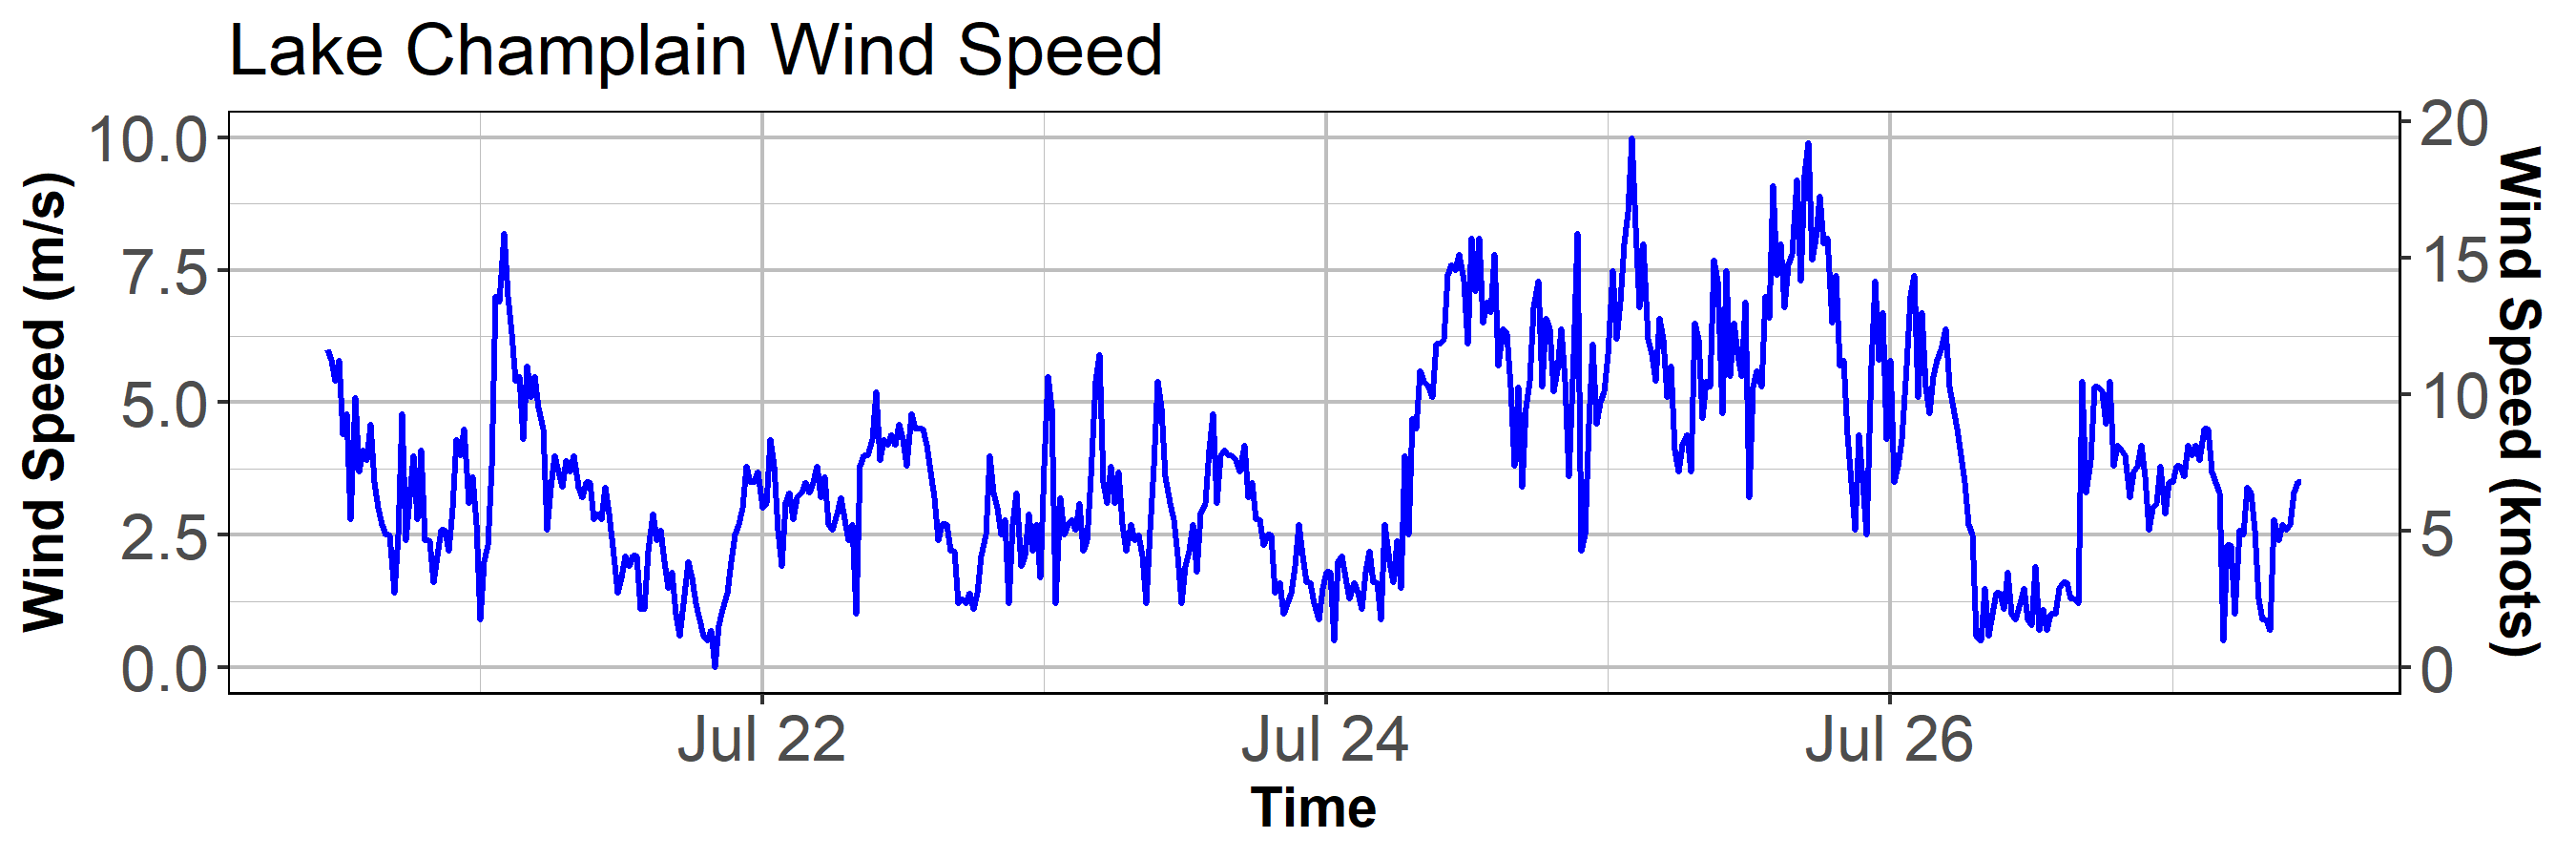 Lake Champlain Wind Speed
Wind Speed (m/s)
10.0
7.5
5.0
2.5
0.0
20
15
10
5
0
Wind Speed (knots)
Jul 22 Jul 24 Jul 26
Time